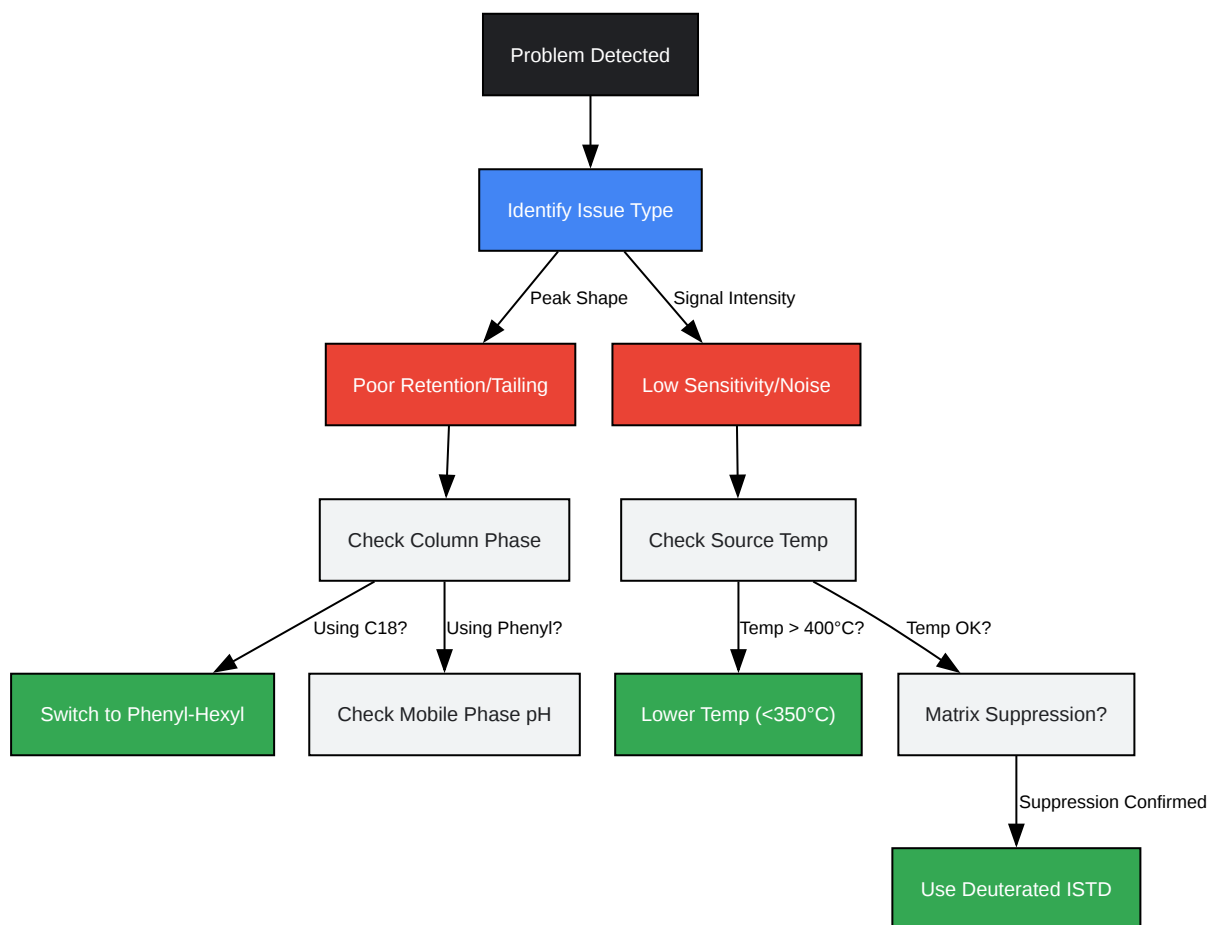 Problem Detected
Identify Issue Type
Peak Shape
Signal Intensity
Poor Retention/Tailing
Low Sensitivity/Noise
Check Column Phase
Check Source Temp
Using C18?
Using Phenyl?
Temp > 400°C?
Temp OK?
Switch to Phenyl-Hexyl
Check Mobile Phase pH
Lower Temp (<350°C)
Matrix Suppression?
Suppression Confirmed
Use Deuterated ISTD